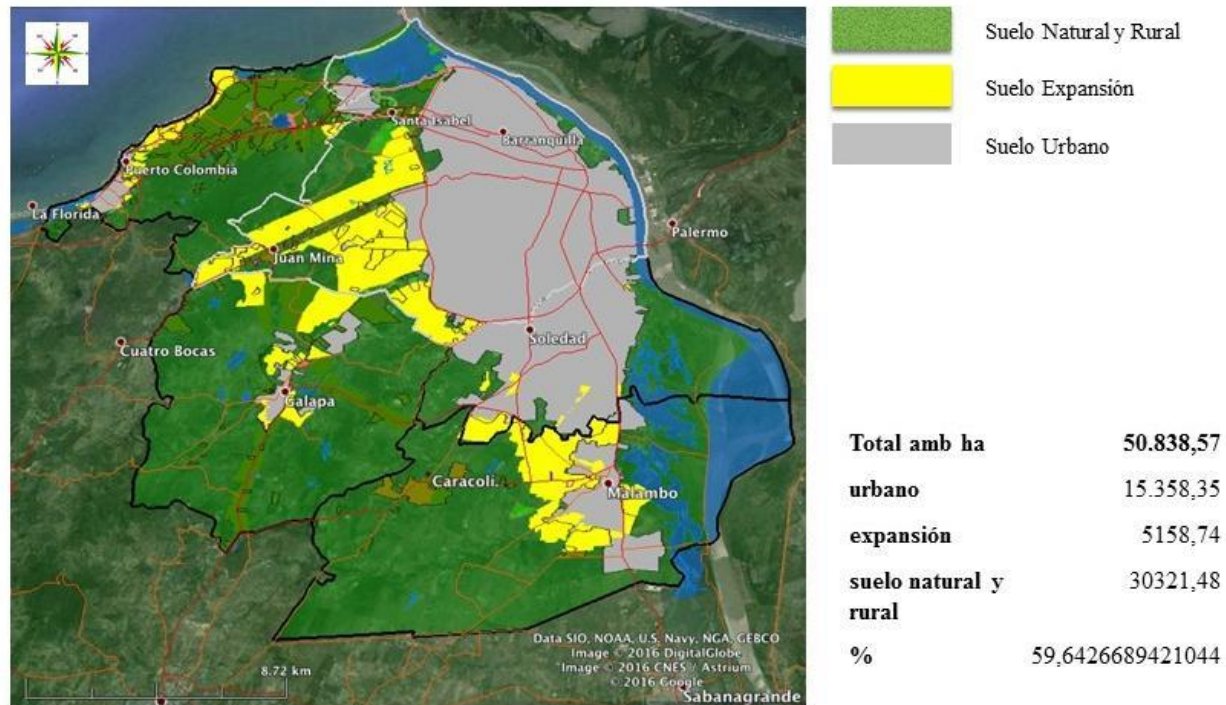 Santa Isabel
Barranquilla
Puerto Colombia
La Florida
Palermo
Juan Mina
Soledad
Cuatro Bocas
Galapa
Caracolí.
Malambo
Data SIO, NOAA, U.S. Navy, NGA, GEBCO
Image © 2016 DigitalGlobe
Image © 2016 CNES / Astrium
© 2016 Google
8.72 km
Sabanagrande
Suelo Natural y Rural
Suelo Expansión
Suelo Urbano
Total amb ha 50.838,57
urbano 15.358,35
expansión 5158,74
suelo natural y 30321,48
rural
% 59,6426689421044